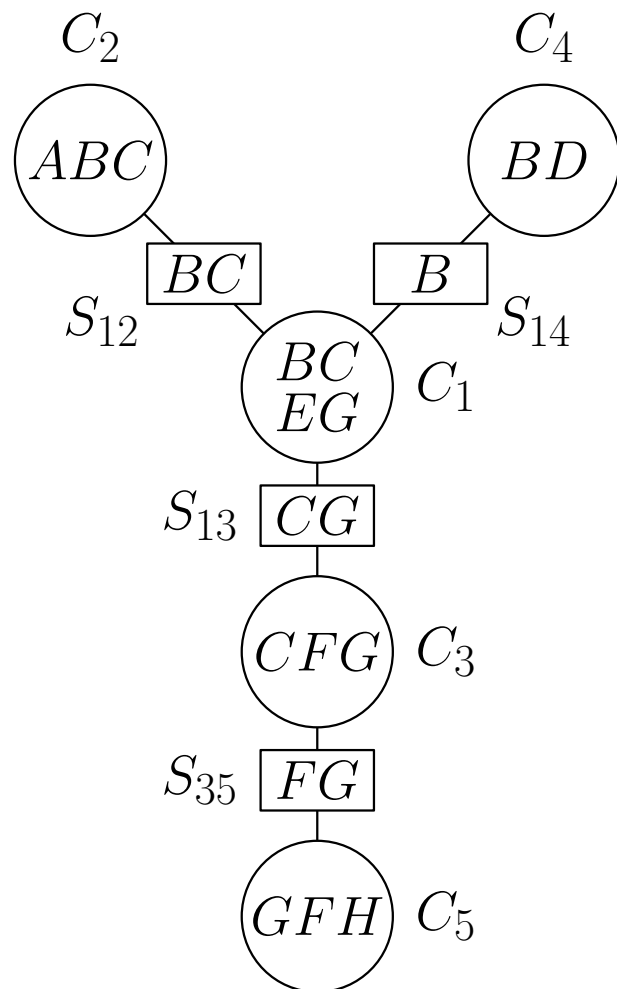 C₂
C₄
ABC
BD
BC
B
S₁₂
S₁₄
BC
EG
C₁
S₁₃
CG
CFG
C₃
S₃₅
FG
GFH
C₅